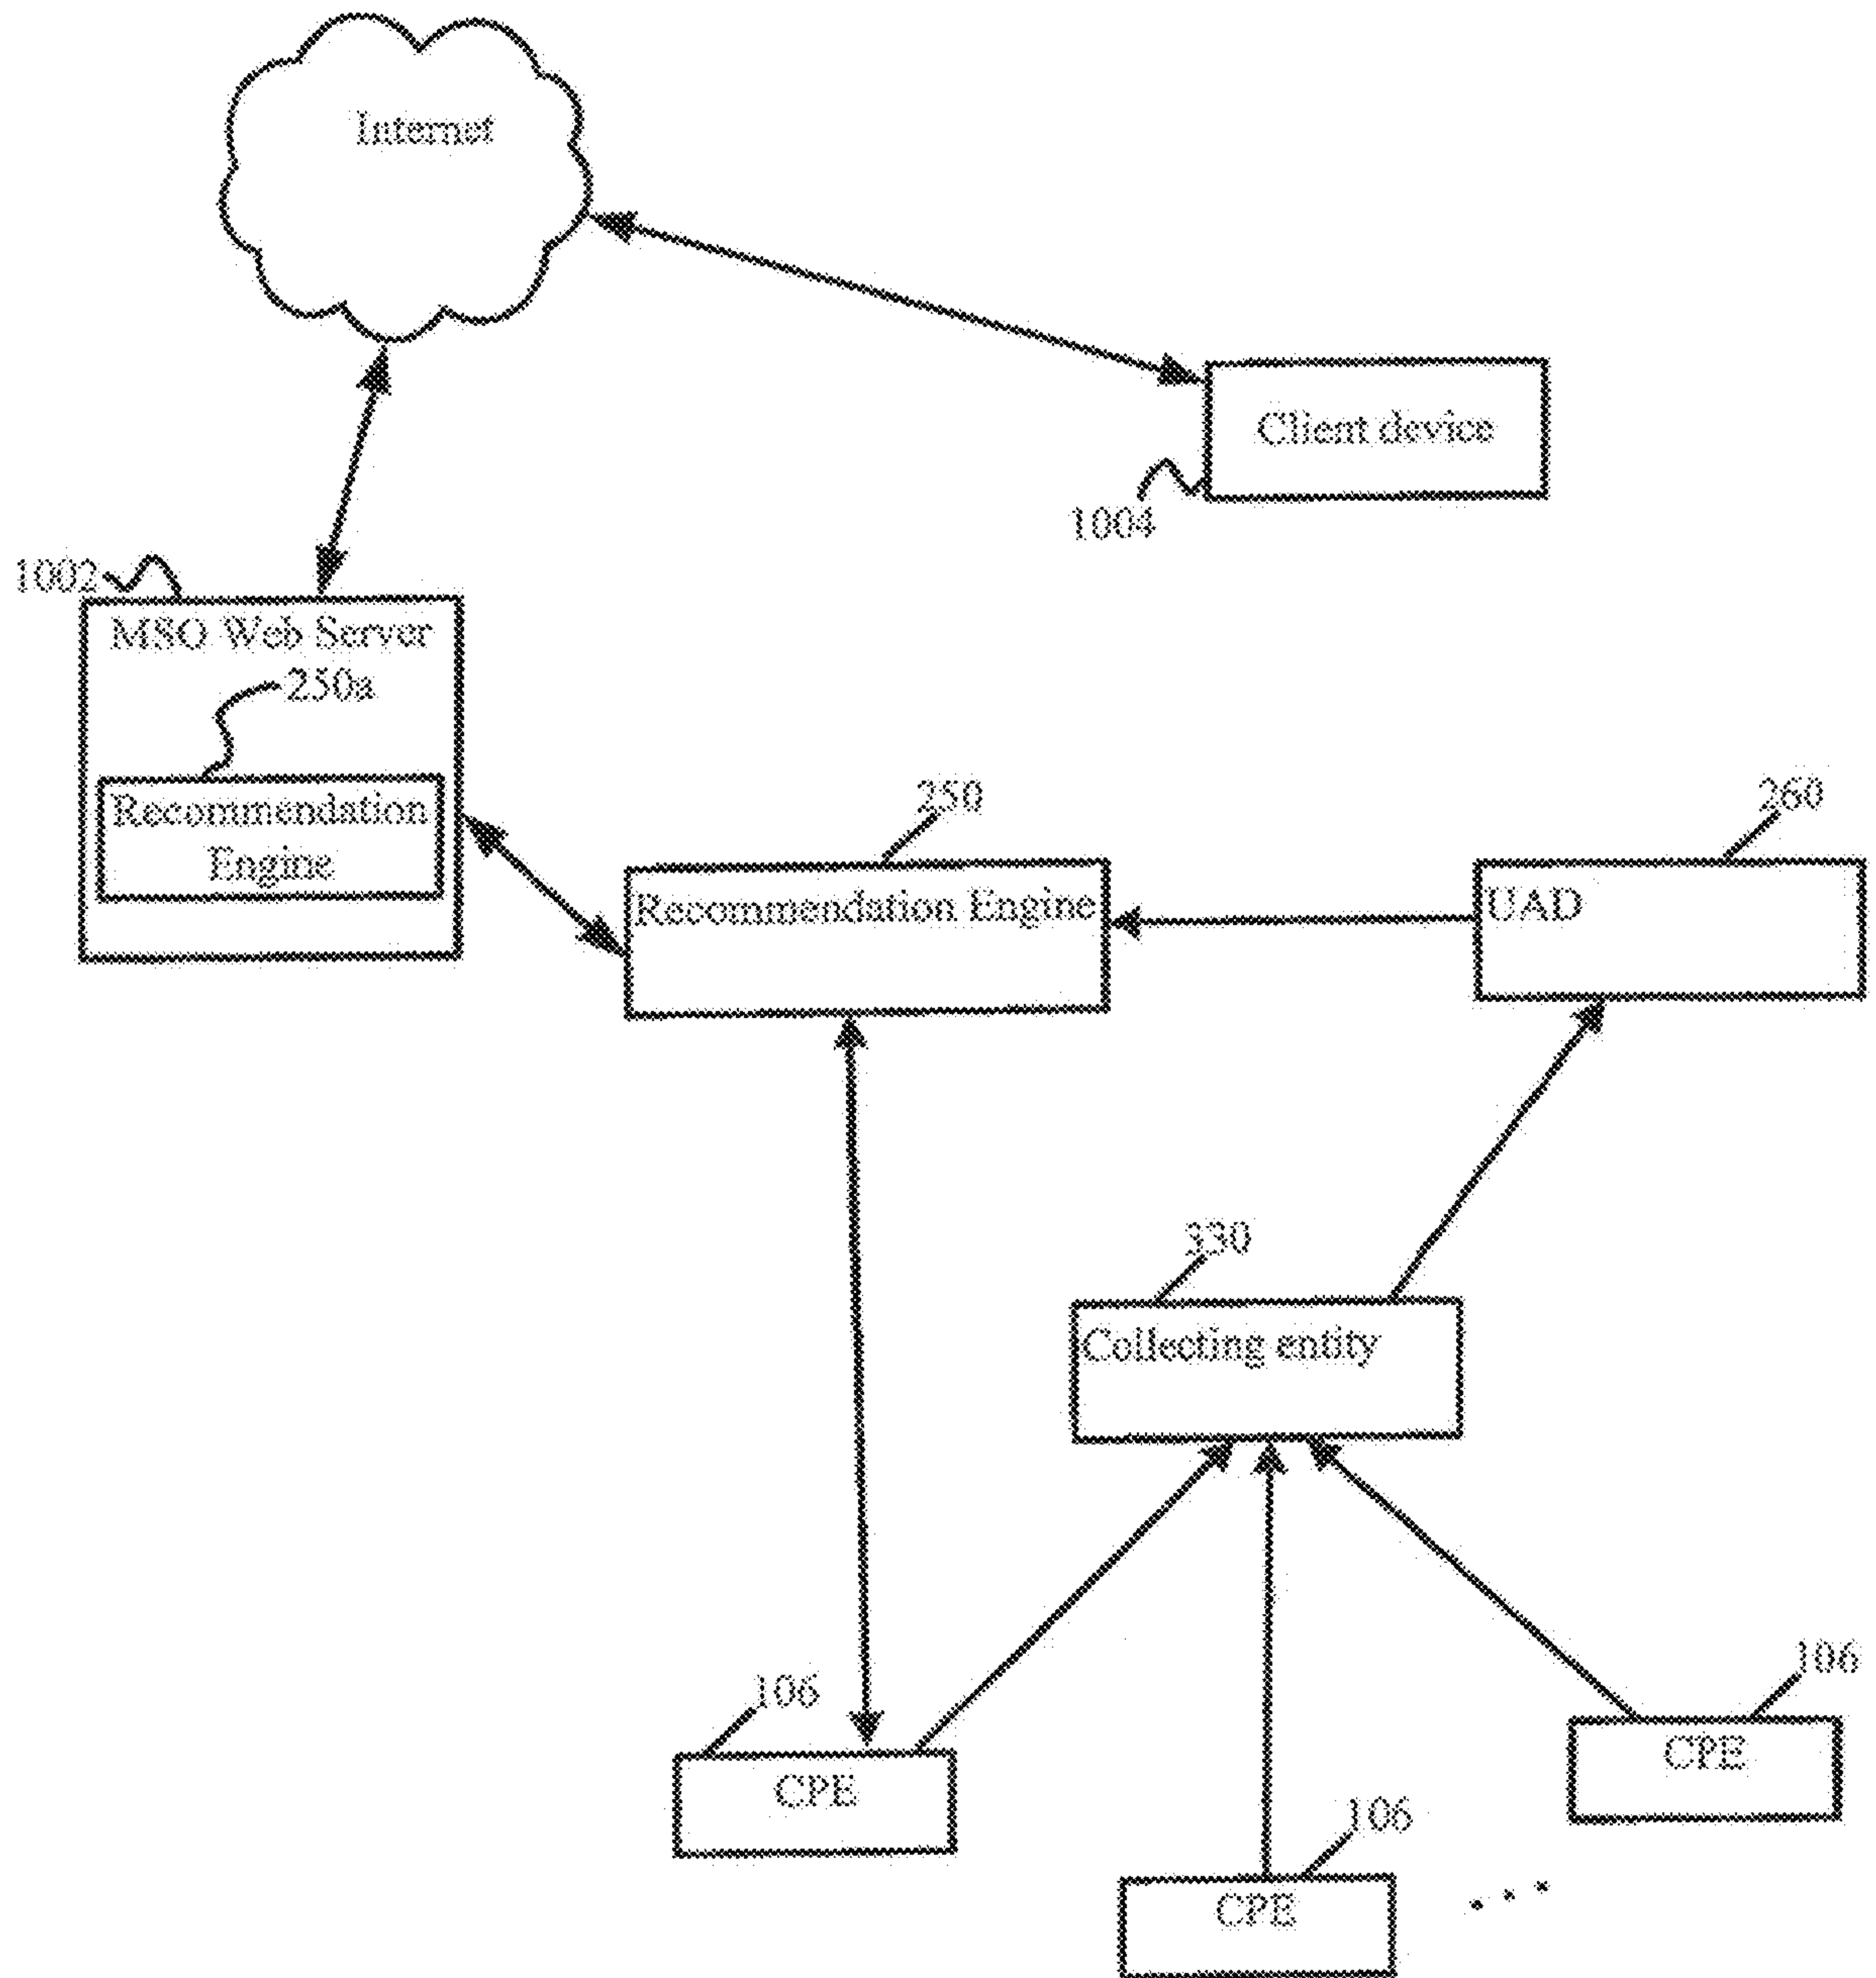 Internet
Client device
1004
1002
MSO Web Server
250a
Recommendation
Engine
250
260
Recommendation Engine
UAD
330
Collecting entity
106
106
CPE
CPE
106
CPE
. . .